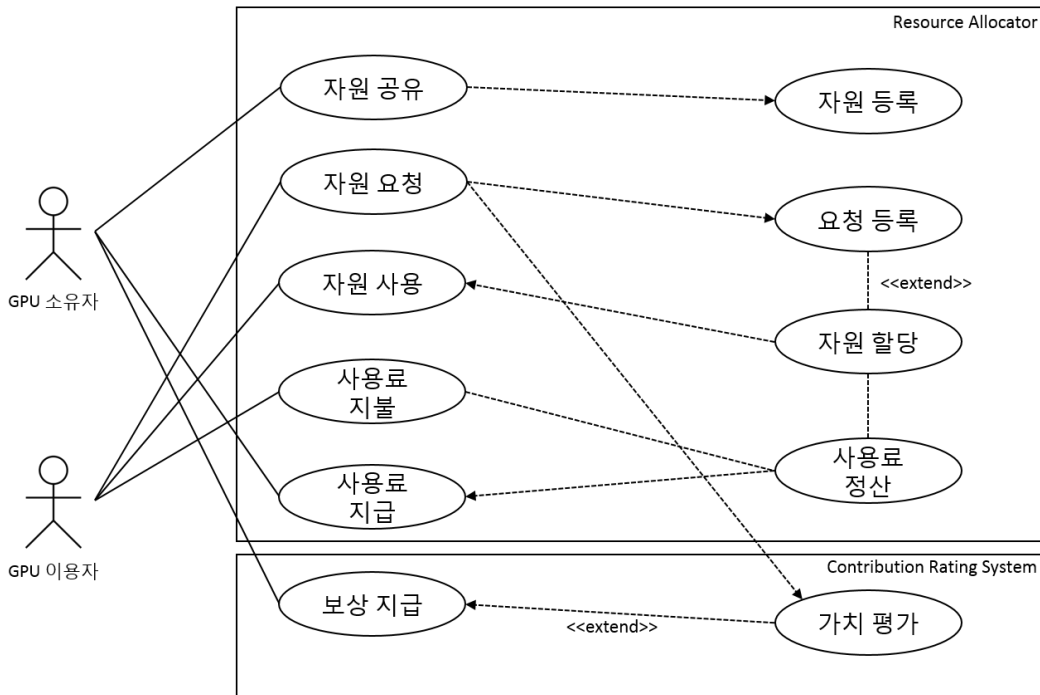 Resource Allocator
자원 공유
자원 등록
자원 요청
요청 등록
<<extend>>
GPU 소유자
자원 사용
자원 할당
사용료
지불
사용료
정산
사용료
지급
GPU 이용자
Contribution Rating System
보상 지급
<<extend>>
가치 평가